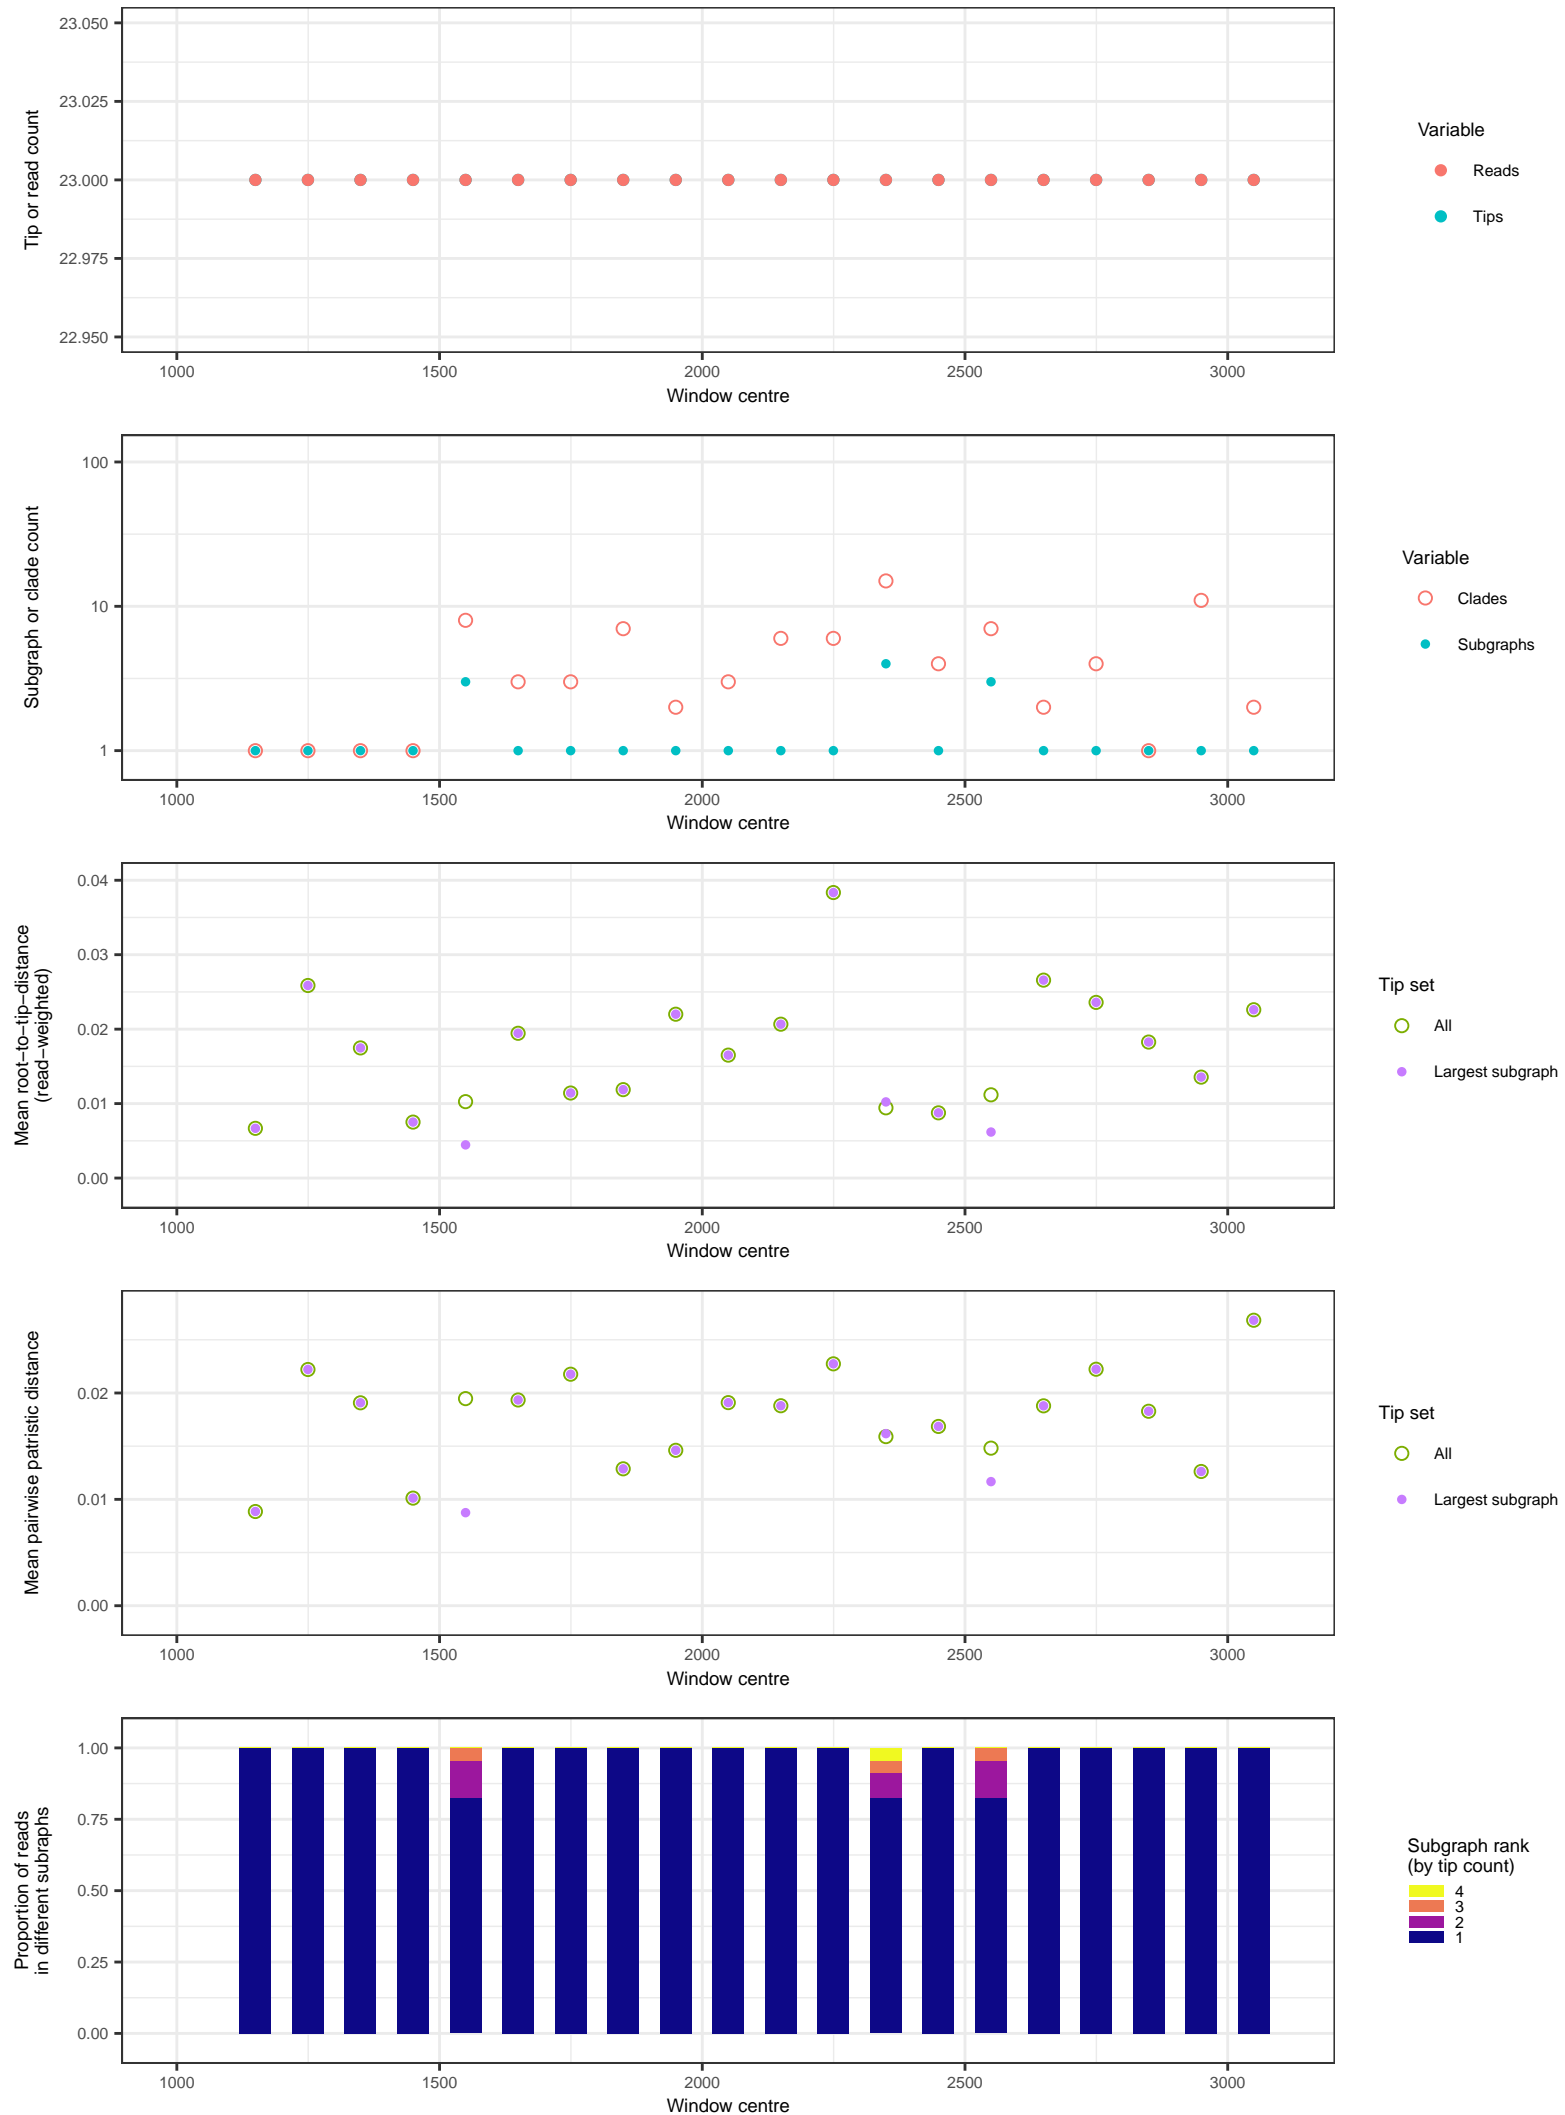 23.050
23.025
23.000
22.975
22.950
Tip or read count
1000
1500
2000
2500
3000
Window centre
Variable
Reads
Tips
100
10
1
Subgraph or clade count
1000
1500
2000
2500
3000
Window centre
Variable
Clades
Subgraphs
0.04
0.03
0.02
0.01
0.00
Mean root−to−tip−distance
(read−weighted)
1000
1500
2000
2500
3000
Window centre
Tip set
All
Largest subgraph
0.02
0.01
0.00
Mean pairwise patristic distance
1000
1500
2000
2500
3000
Window centre
Tip set
All
Largest subgraph
1.00
0.75
0.50
0.25
0.00
Proportion of reads
in different subraphs
1000
1500
2000
2500
3000
Window centre
Subgraph rank
(by tip count)
4
3
2
1